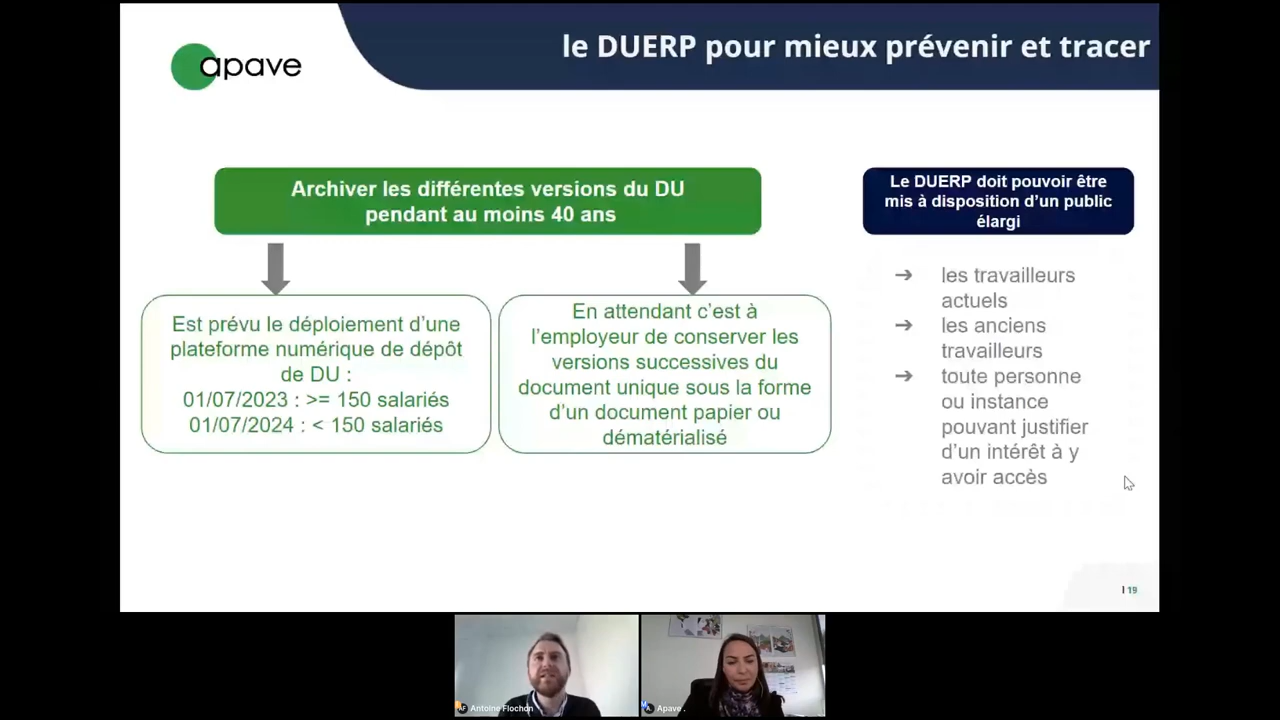 apave
le DUERP pour mieux prévenir et tracer
Archiver les différentes versions du DU
pendant au moins 40 ans
Est prévu le déploiement d'une
plateforme numérique de dépôt
de DU :
01/07/2023 : >= 150 salariés
01/07/2024 : < 150 salariés
En attendant c'est à
l'employeur de conserver les
versions successives du
document unique sous la forme
d'un document papier ou
dématérialisé
Le DUERP doit pouvoir être
mis à disposition d'un public
élargi
➔ les travailleurs
actuels
➔ les anciens
travailleurs
➔ toute personne
ou instance
pouvant justifier
d'un intérêt à y
avoir accès
I 19
AF Antoine Flochon
A. Apave .